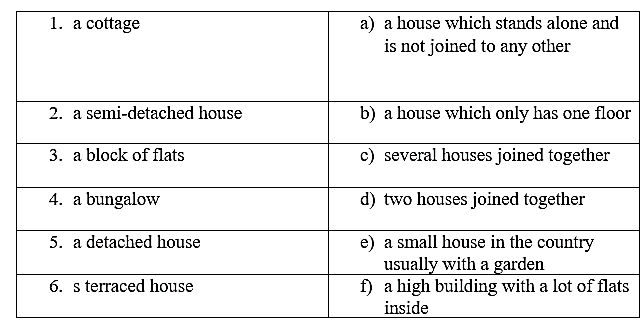 1. a cottage
a) a house which stands alone and
is not joined to any other
2. a semi-detached house
b) a house which only has one floor
3. a block of flats
c) several houses joined together
4. a bungalow
d) two houses joined together
5. a detached house
e) a small house in the country
usually with a garden
6. s terraced house
f) a high building with a lot of flats
inside